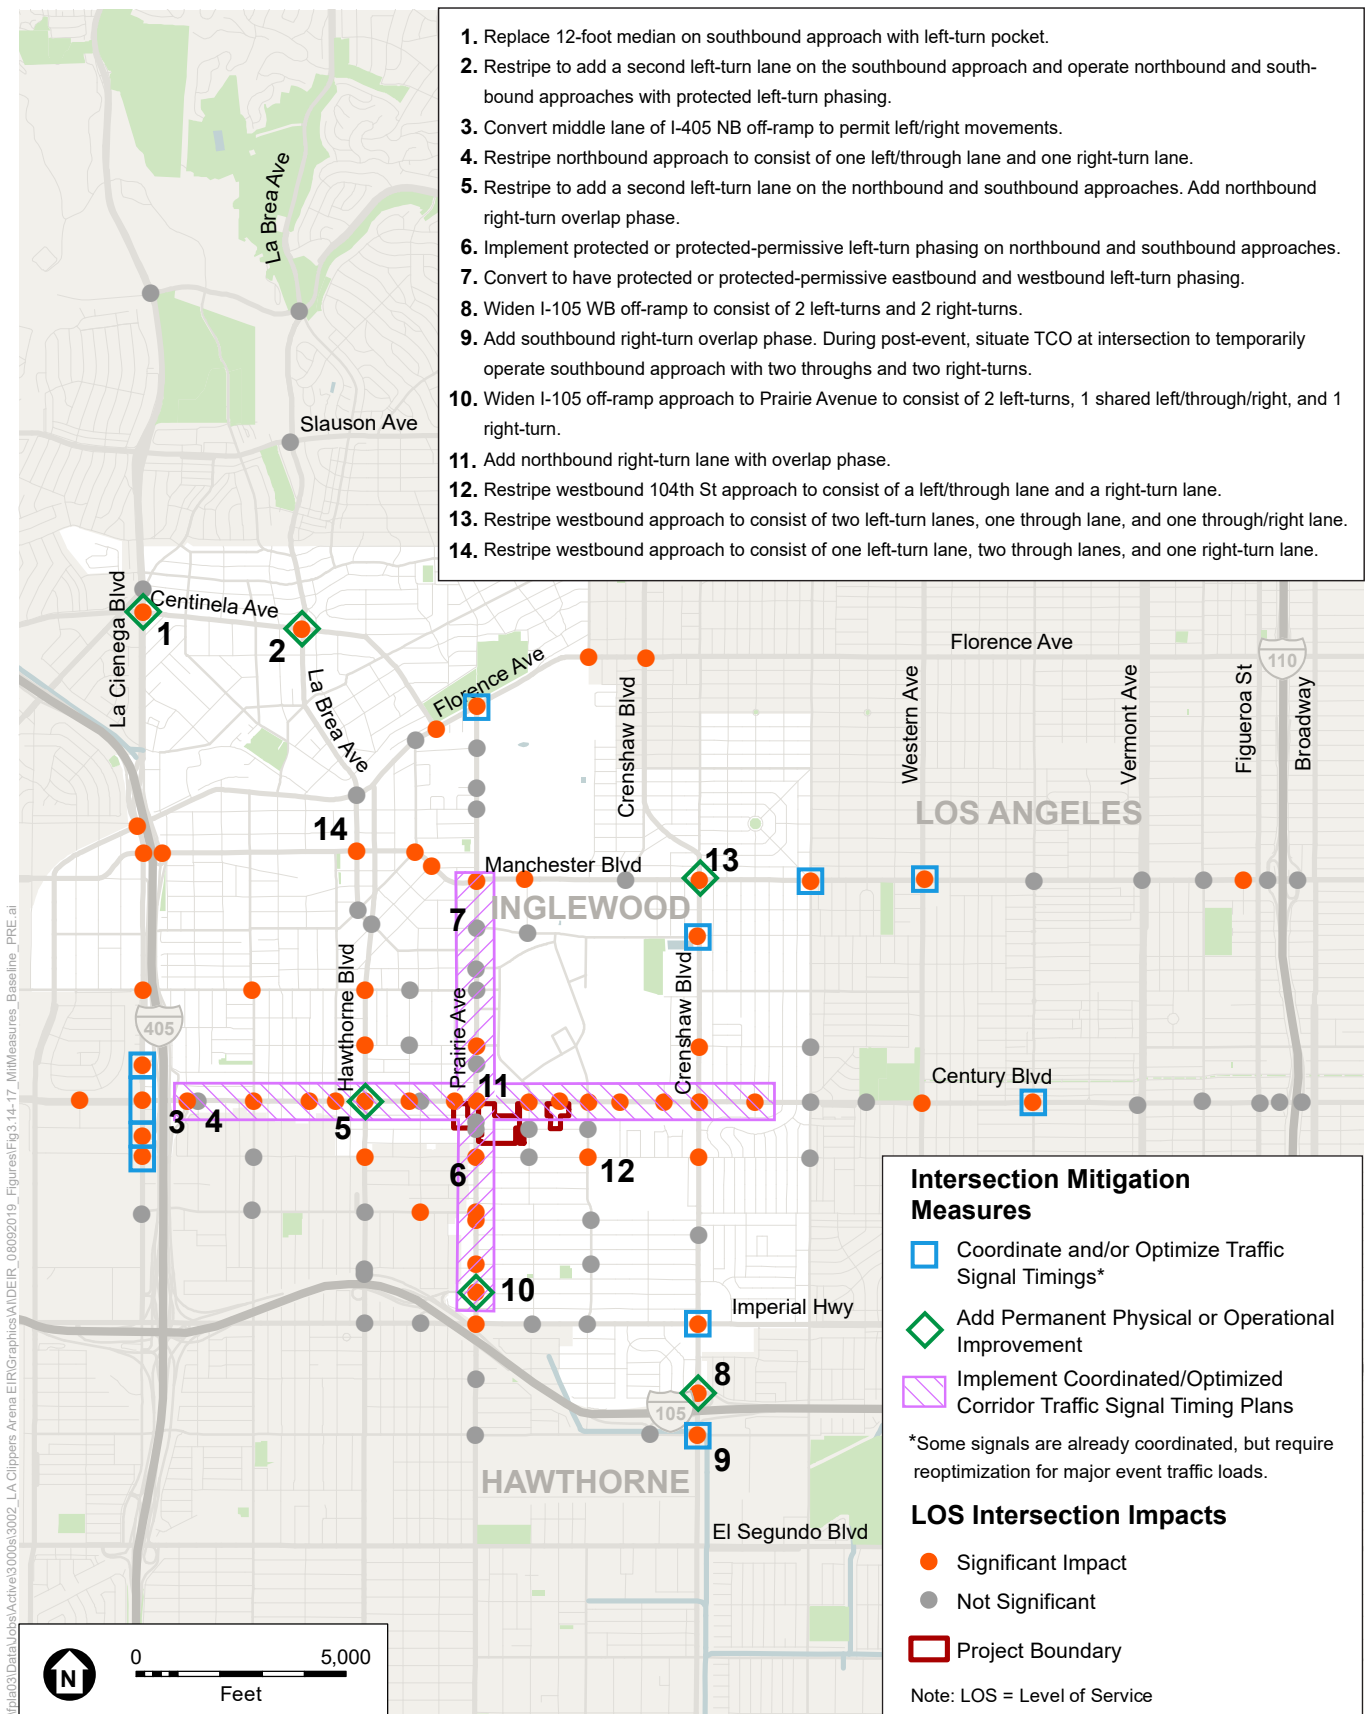 1. Replace 12-foot median on southbound approach with left-turn pocket.
2. Restripe to add a second left-turn lane on the southbound approach and operate northbound and south-
bound approaches with protected left-turn phasing.
3. Convert middle lane of I-405 NB off-ramp to permit left/right movements.
4. Restripe northbound approach to consist of one left/through lane and one right-turn lane.
5. Restripe to add a second left-turn lane on the northbound and southbound approaches. Add northbound
right-turn overlap phase.
6. Implement protected or protected-permissive left-turn phasing on northbound and southbound approaches.
7. Convert to have protected or protected-permissive eastbound and westbound left-turn phasing.
8. Widen I-105 WB off-ramp to consist of 2 left-turns and 2 right-turns.
9. Add southbound right-turn overlap phase. During post-event, situate TCO at intersection to temporarily
operate southbound approach with two throughs and two right-turns.
10. Widen I-105 off-ramp approach to Prairie Avenue to consist of 2 left-turns, 1 shared left/through/right, and 1
right-turn.
11. Add northbound right-turn lane with overlap phase.
12. Restripe westbound 104th St approach to consist of a left/through lane and a right-turn lane.
13. Restripe westbound approach to consist of two left-turn lanes, one through lane, and one through/right lane.
14. Restripe westbound approach to consist of one left-turn lane, two through lanes, and one right-turn lane.
La Brea Ave
Slauson Ave
La Cienega Blvd
Centinela Ave
1
2
La Brea Ave
Florence Ave
Florence Ave
Crenshaw Blvd
Western Ave
Vermont Ave
Figueroa St
110
Broadway
LOS ANGELES
14
Manchester Blvd
13
7
INGLEWOOD
Hawthorne Blvd
Prairie Ave
Crenshaw Blvd
405
Century Blvd
3
4
5
11
6
12
10
Imperial Hwy
8
105
9
HAWTHORNE
El Segundo Blvd
Intersection Mitigation
Measures
Coordinate and/or Optimize Traffic
Signal Timings*
Add Permanent Physical or Operational
Improvement
Implement Coordinated/Optimized
Corridor Traffic Signal Timing Plans
*Some signals are already coordinated, but require
reoptimization for major event traffic loads.
LOS Intersection Impacts
Significant Impact
Not Significant
Project Boundary
Note: LOS = Level of Service
N
0
5,000
Feet